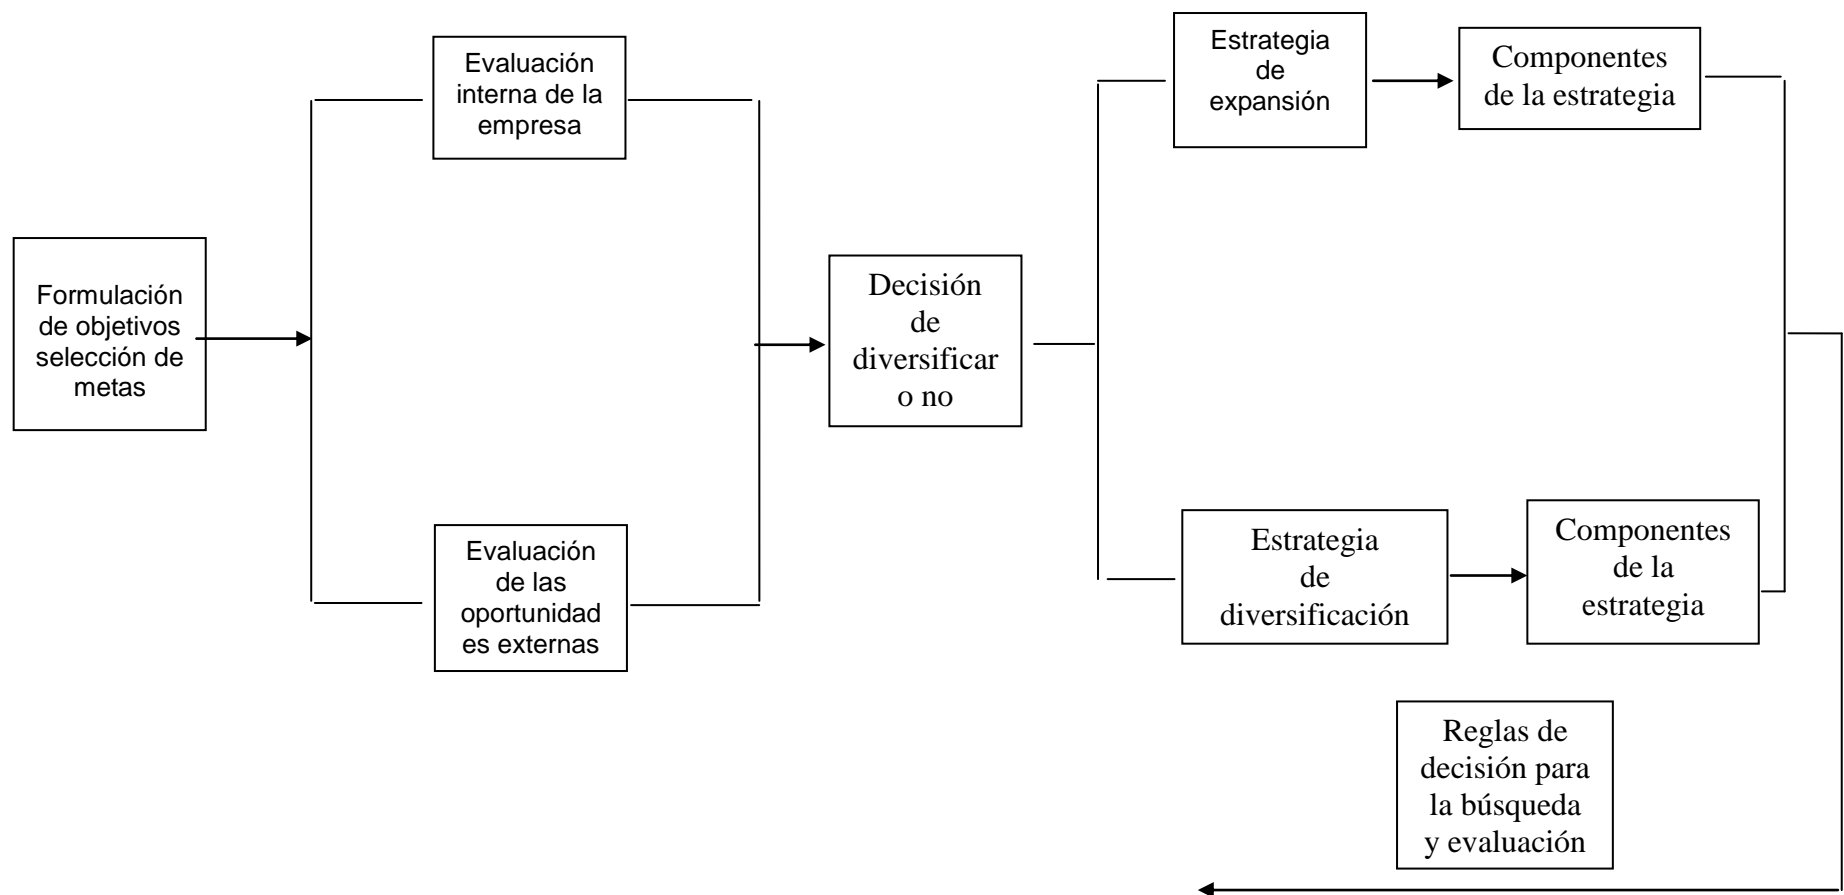 Formulación
de objetivos
selección de
metas
Evaluación
interna de la
empresa
Evaluación
de las
oportunidad
es externas
Decisión
de
diversificar
o no
Estrategia
de
expansión
Componentes
de la estrategia
Estrategia
de
diversificación
Componentes
de la
estrategia
Reglas de
decisión para
la búsqueda
y evaluación